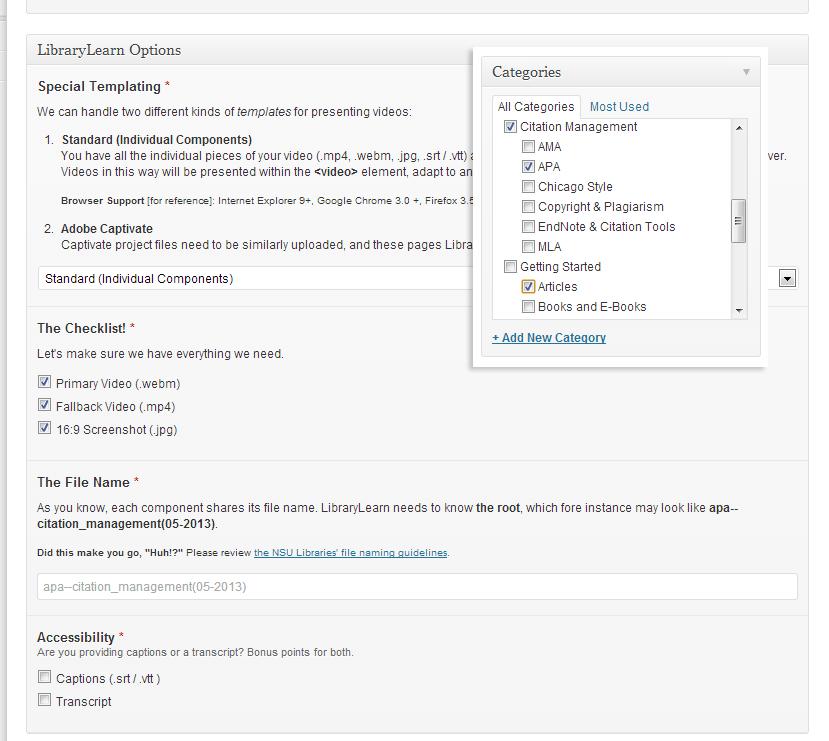 LibraryLearn Options
Special Templating *
We can handle two different kinds of templates for presenting videos:
1. Standard (Individual Components)
You have all the individual pieces of your video (.mp4, .webm, .jpg, .srt / .vtt)
ver.
Videos in this way will be presented within the <video> element, adapt to an
Browser Support [for reference]: Internet Explorer 9+, Google Chrome 3.0 +, Firefox 3.5
2. Adobe Captivate
Captivate project files need to be similarly uploaded, and these pages Libra
Standard (Individual Components)
Categories
All Categories
Most Used
Citation Management
AMA
APA
Chicago Style
Copyright & Plagiarism
EndNote & Citation Tools
MLA
Getting Started
Articles
Books and E-Books
+ Add New Category
The Checklist! *
Let's make sure we have everything we need.
Primary Video (.webm)
Fallback Video (.mp4)
16:9 Screenshot (.jpg)
The File Name *
As you know, each component shares its file name. LibraryLearn needs to know the root, which fore instance may look like apa--
citation_management(05-2013).
Did this make you go, "Huh!?" Please review the NSU Libraries' file naming guidelines.
apa--citation_management(05-2013)
Accessibility *
Are you providing captions or a transcript? Bonus points for both.
Captions (.srt / .vtt )
Transcript